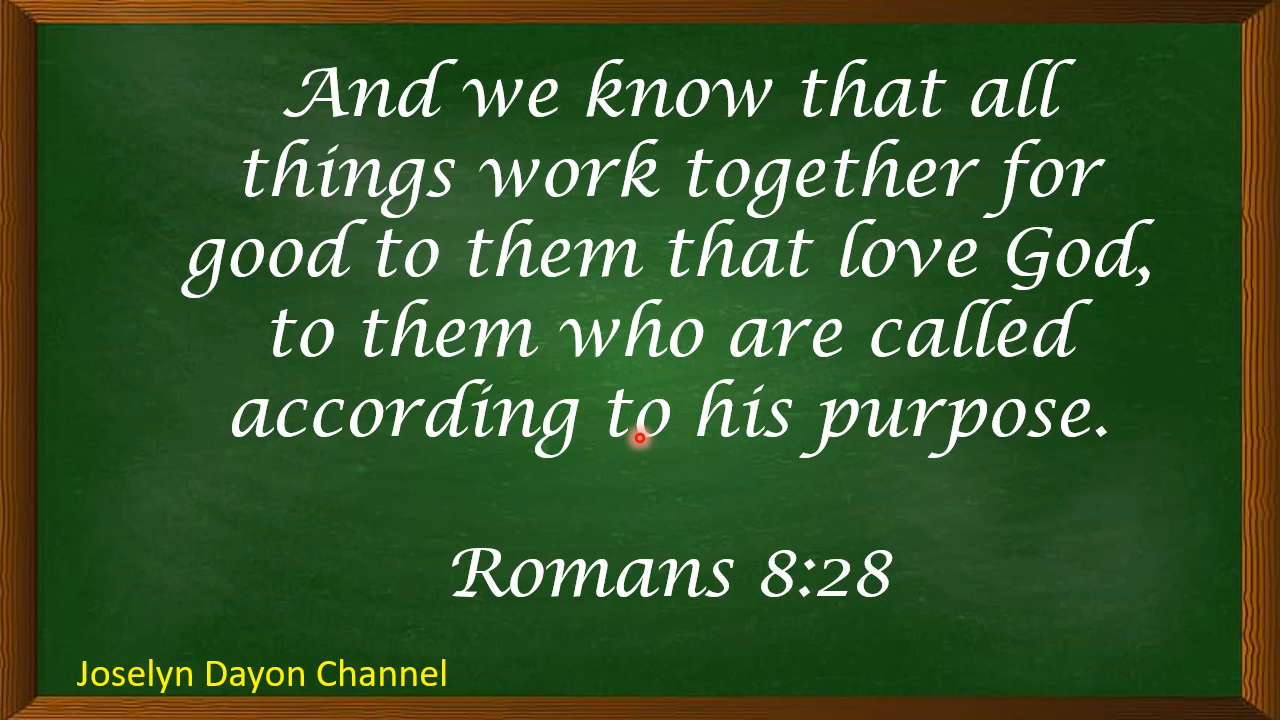 And we know that all
things work together for
good to them that love God,
to them who are called
according to his purpose.
Romans 8:28
Joselyn Dayon Channel